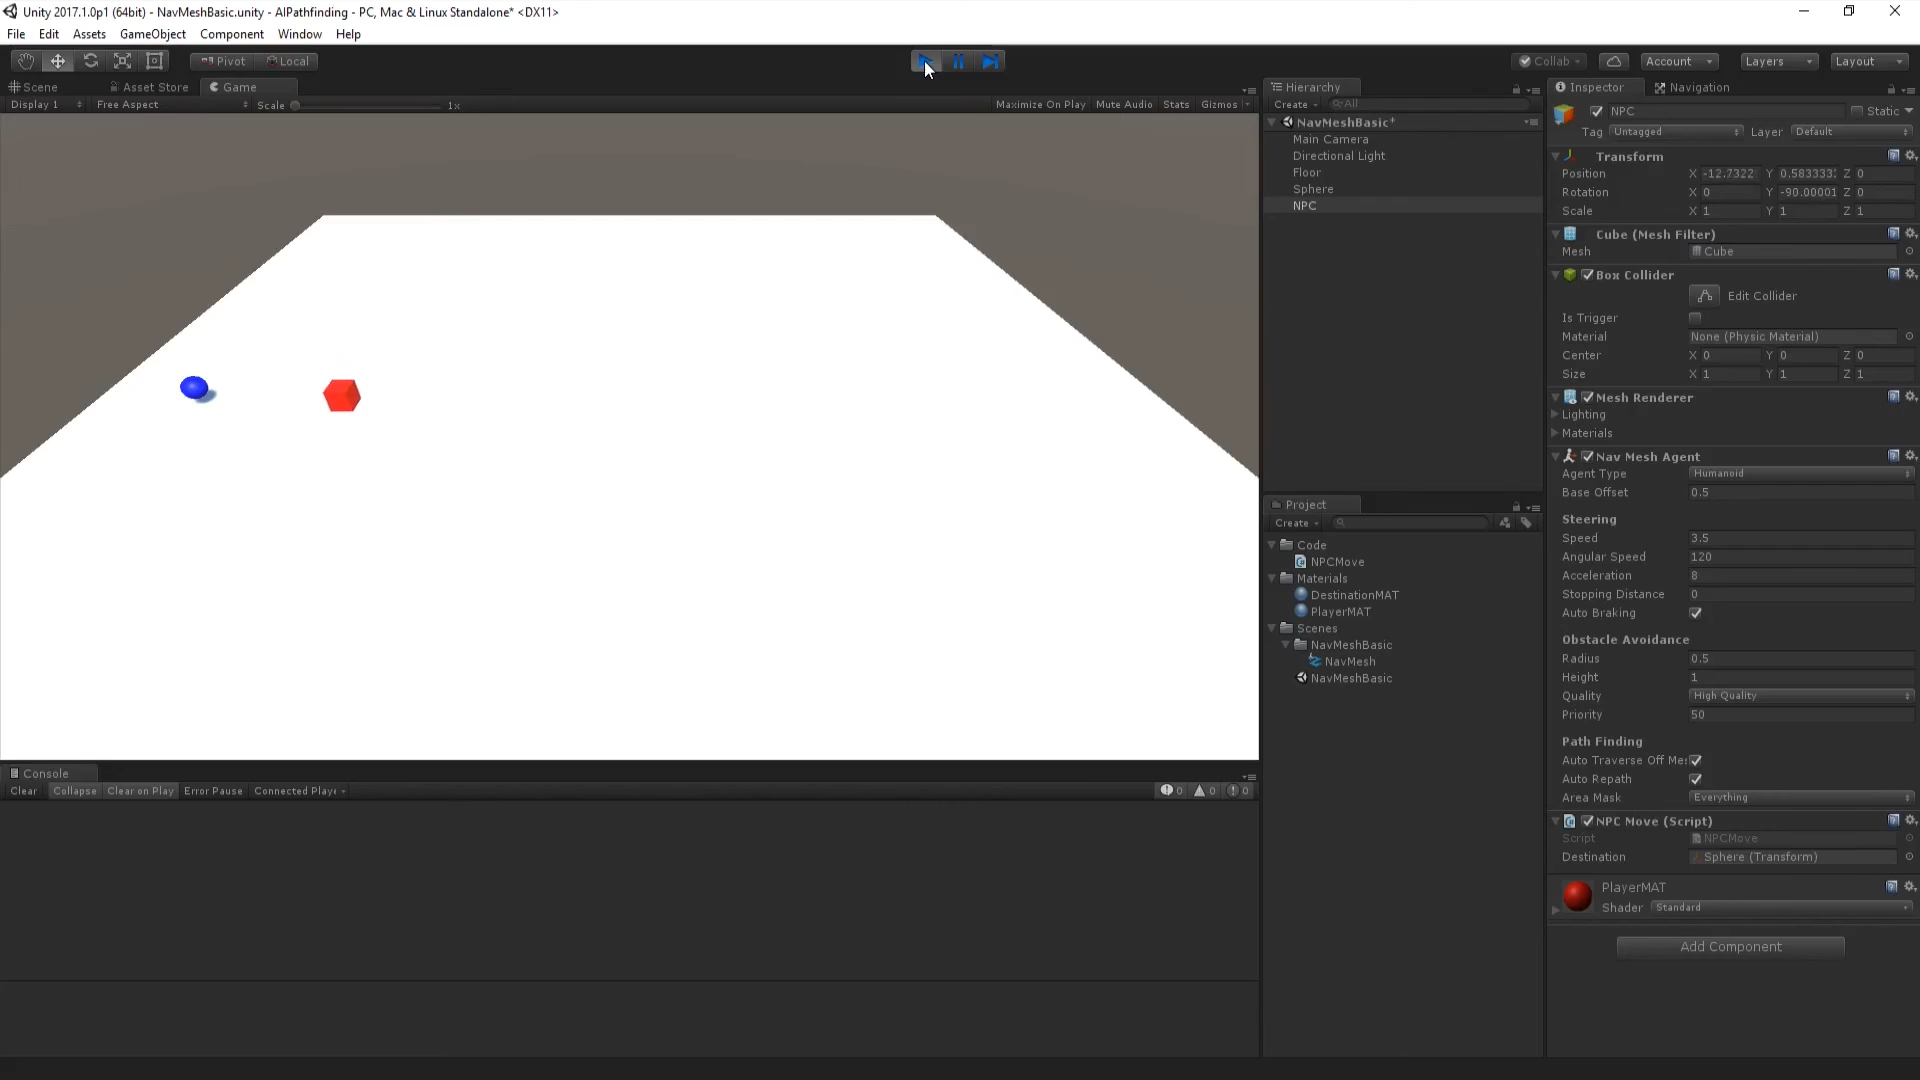 Unity 2017.1.0p1 (64bit) - NavMeshBasic.unity - AIPathfinding - PC, Mac & Linux Standalone* <DX11>
File Edit Assets GameObject Component Window Help
Pivot Local
Collab Account Layers Layout
Scene Asset Store Game
Display 1 Free Aspect Scale 1x Maximize On Play Mute Audio Stats Gizmos
Hierarchy
Create All
NavMeshBasic*
Main Camera
Directional Light
Floor
Sphere
NPC
Project
Create
Code
NPCMove
Materials
DestinationMAT
PlayerMAT
Scenes
NavMeshBasic
NavMesh
NavMeshBasic
Inspector Navigation
NPC Static
Tag Untagged Layer Default
Transform
Position X -12.7322 Y 0.583333 Z 0
Rotation X 0 Y -90.00001 Z 0
Scale X 1 Y 1 Z 1
Cube (Mesh Filter)
Mesh Cube
Box Collider
Edit Collider
Is Trigger
Material None (Physic Material)
Center X 0 Y 0 Z 0
Size X 1 Y 1 Z 1
Mesh Renderer
Lighting
Materials
Nav Mesh Agent
Agent Type Humanoid
Base Offset 0.5
Steering
Speed 3.5
Angular Speed 120
Acceleration 8
Stopping Distance 0
Auto Braking
Obstacle Avoidance
Radius 0.5
Height 1
Quality High Quality
Priority 50
Path Finding
Auto Traverse Off Mes
Auto Repath
Area Mask Everything
NPC Move (Script)
Script NPCMove
Destination Sphere (Transform)
PlayerMAT
Shader Standard
Add Component
Console
Clear Collapse Clear on Play Error Pause Connected Playe 0 0 0